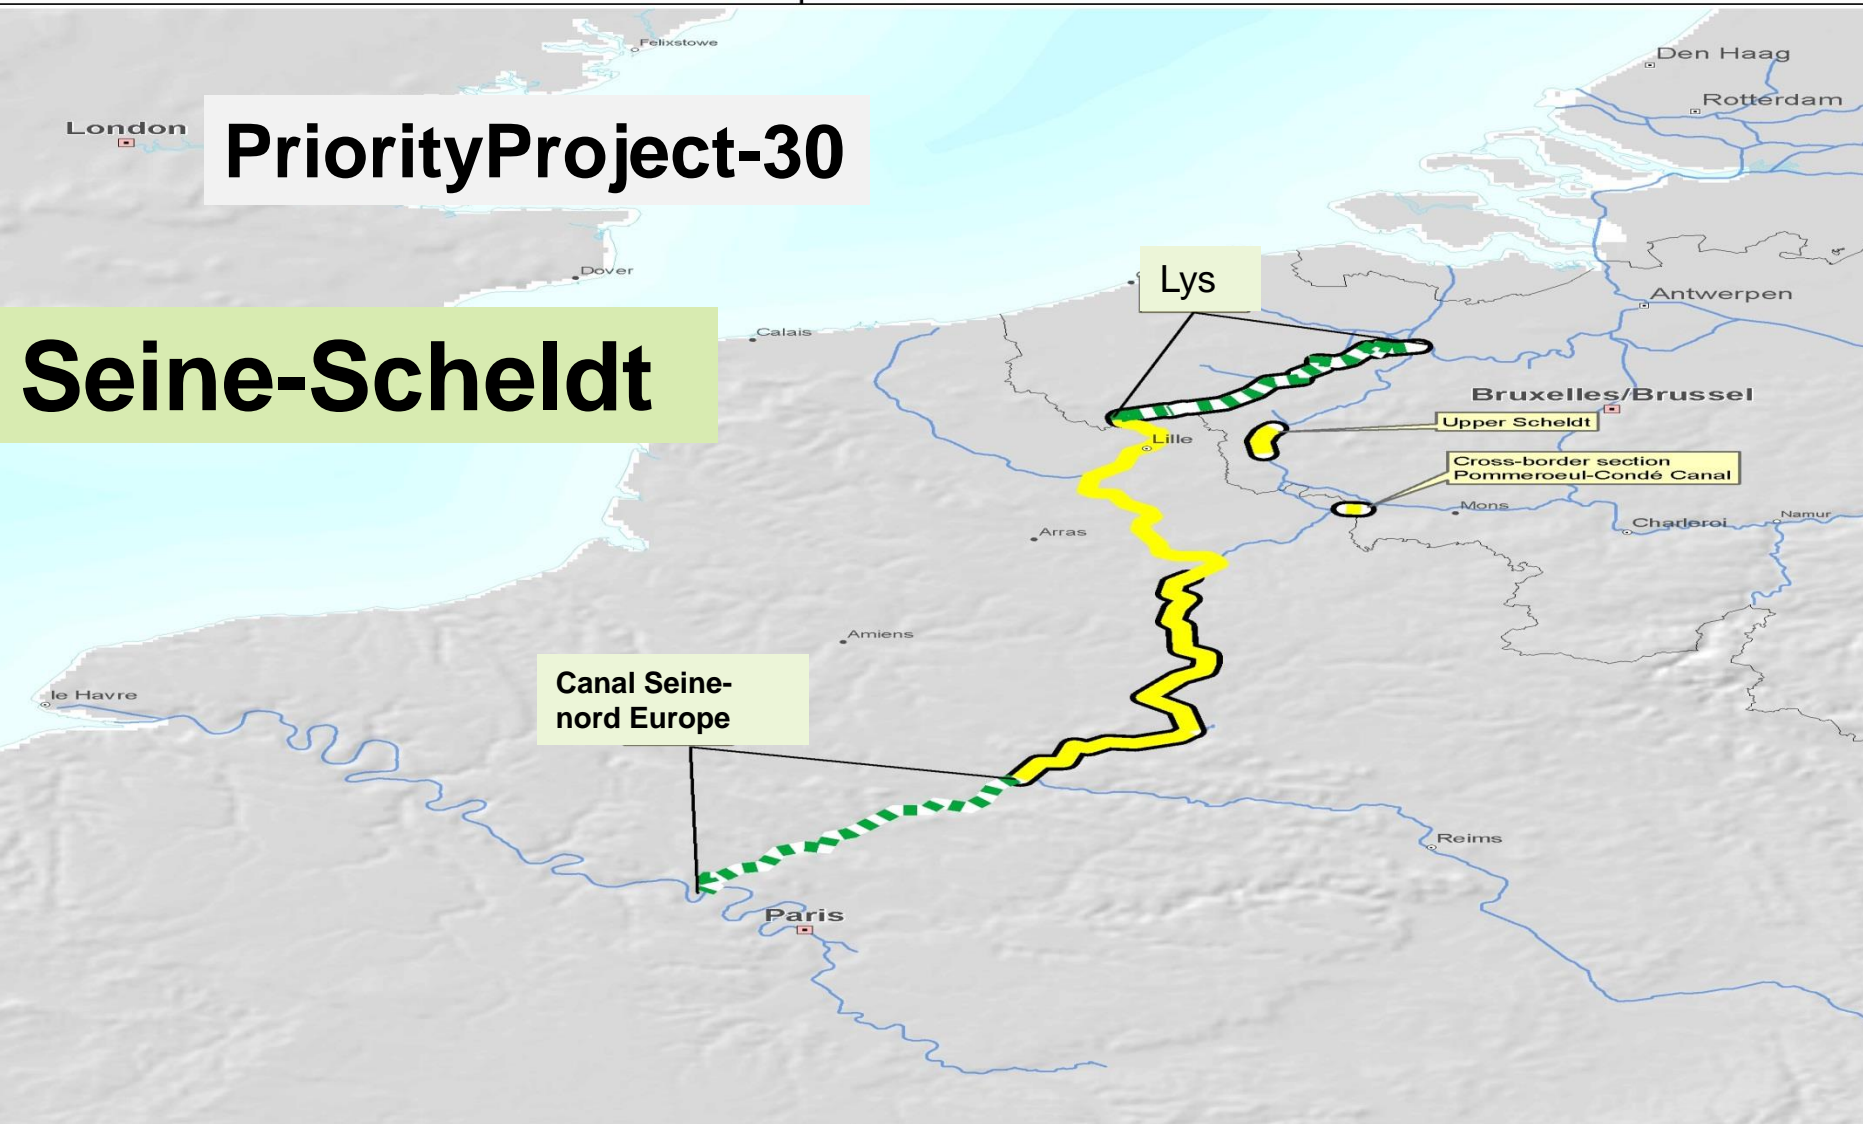 Felixstowe
Den Haag
Rotterdam
London
PriorityProject-30
Dover
Lys
Antwerpen
Calais
Seine-Scheldt
Bruxelles/Brussel
Upper Scheldt
Lille
Cross-border section
Pommeroeul-Condé Canal
Mons
Namur
Charleroi
Arras
Amiens
le Havre
Canal Seine-
nord Europe
Reims
Paris